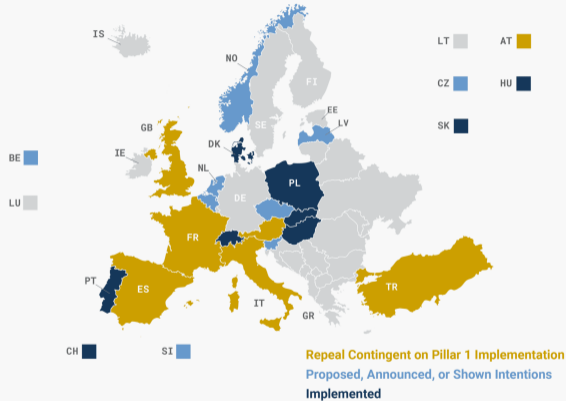 IS
LT
AT
NO
FI
CZ
HU
EE
SE
LV
GB
SK
DK
IE
BE
NL
PL
DE
LU
FR
PT
ES
IT
TR
GR
CH
SI
Repeal Contingent on Pillar 1 Implementation
Proposed, Announced, or Shown Intentions
Implemented